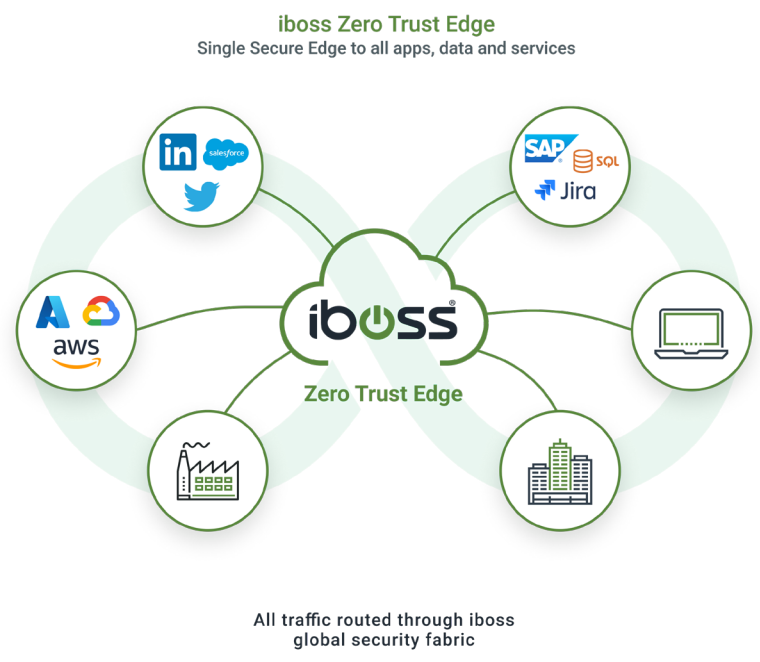 iboss Zero Trust Edge
Single Secure Edge to all apps, data and services
in
salesforce
SAP®
SQL
Jira
aws
iboss®
Zero Trust Edge
All traffic routed through iboss
global security fabric